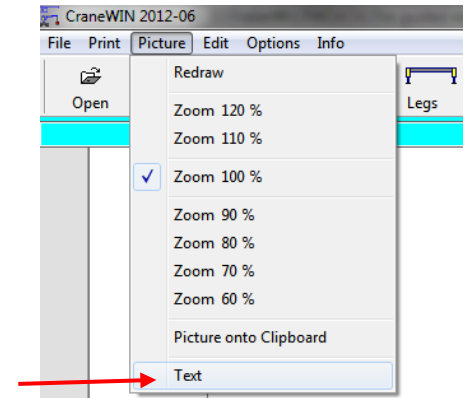 CraneWIN 2012-06
File Print Picture Edit Options Info
Open
Legs
Redraw
Zoom 120 %
Zoom 110 %
Zoom 100 %
Zoom 90 %
Zoom 80 %
Zoom 70 %
Zoom 60 %
Picture onto Clipboard
Text